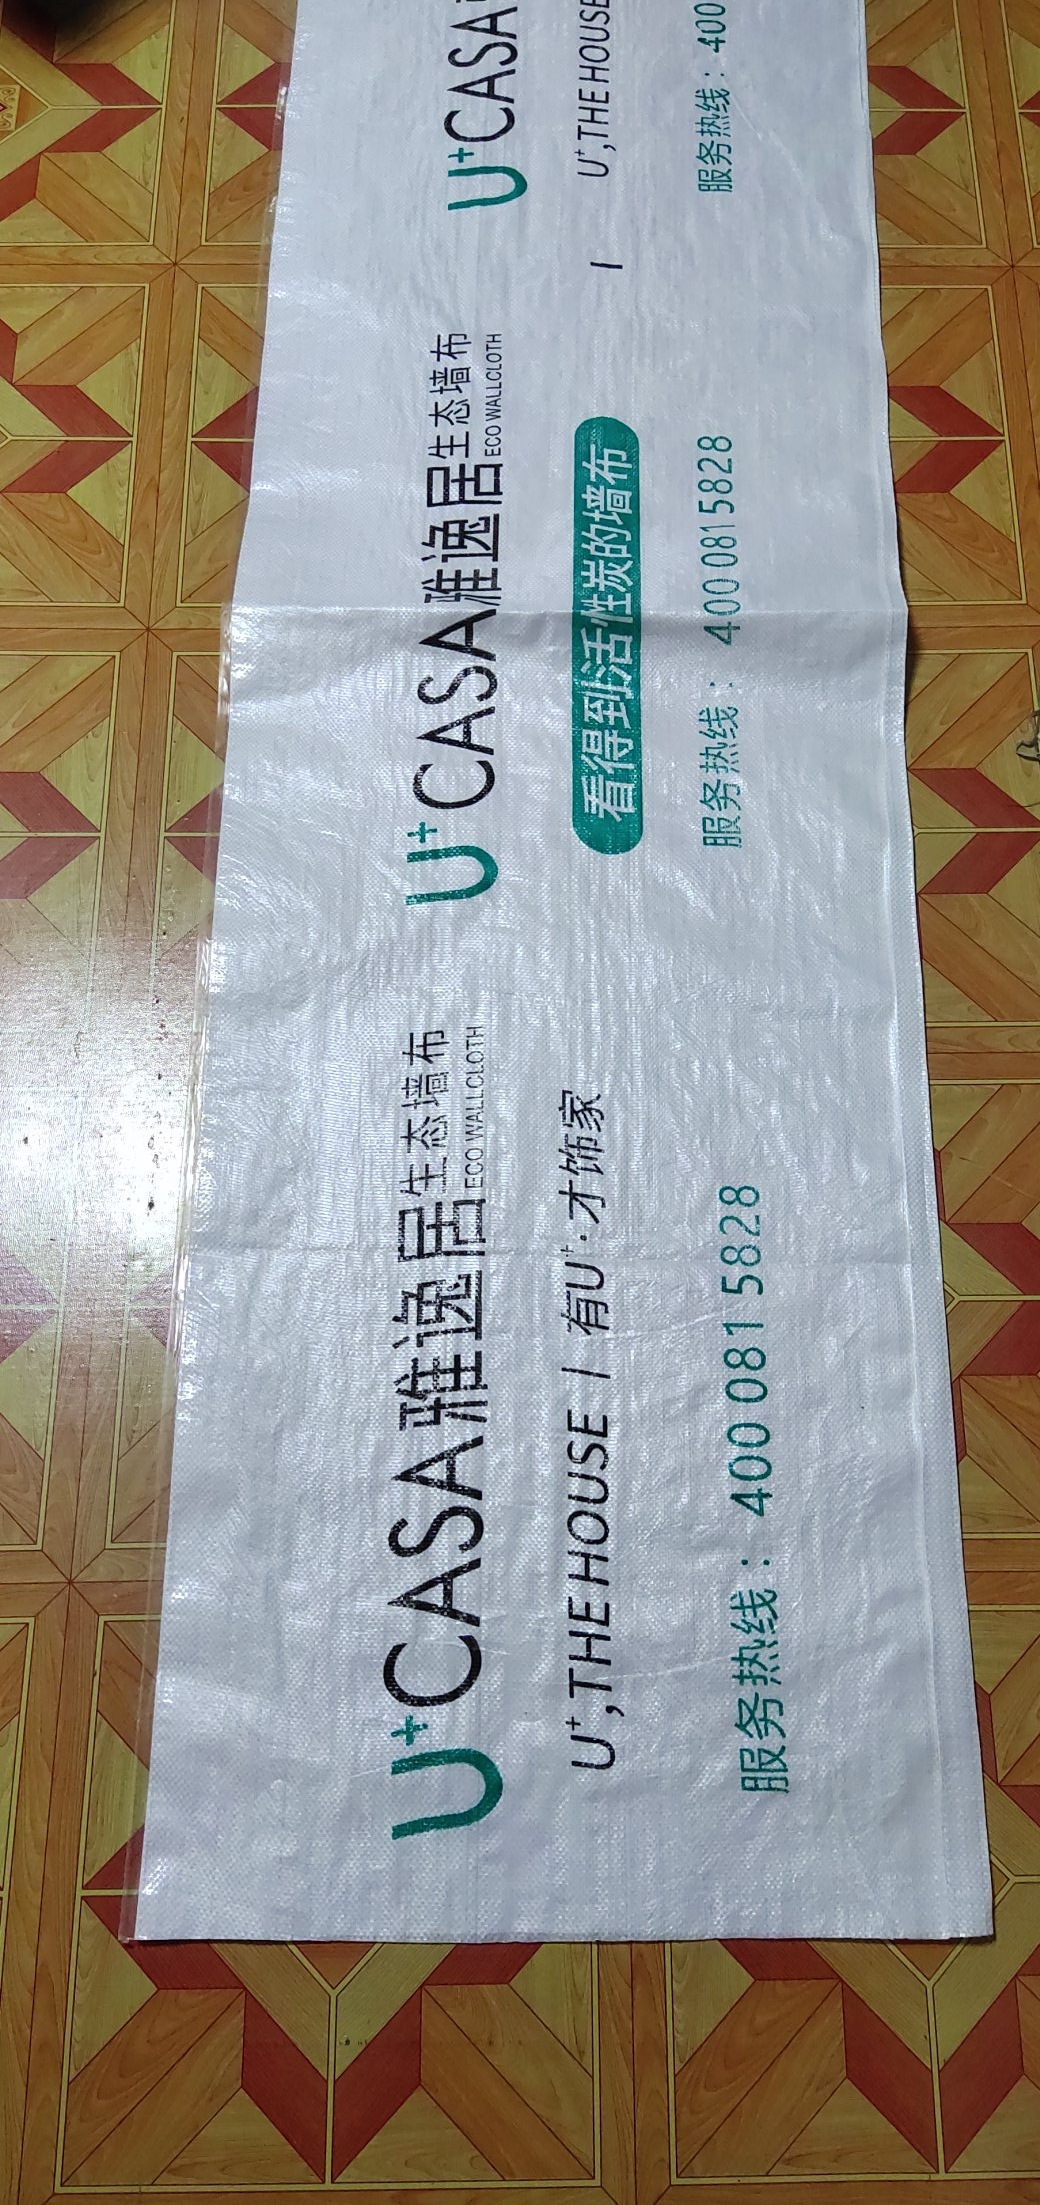 U⁺CASA雅逸居生态墙布
ECO WALLCLOTH
U⁺,THE HOUSE | 有U⁺·才饰家
服务热线：400 081 5828
U⁺CASA雅逸居生态墙布
ECO WALLCLOTH
看得到活性炭的墙布
服务热线：400 081 5828
U⁺CASA
U⁺,THE HOUSE
服务热线：400